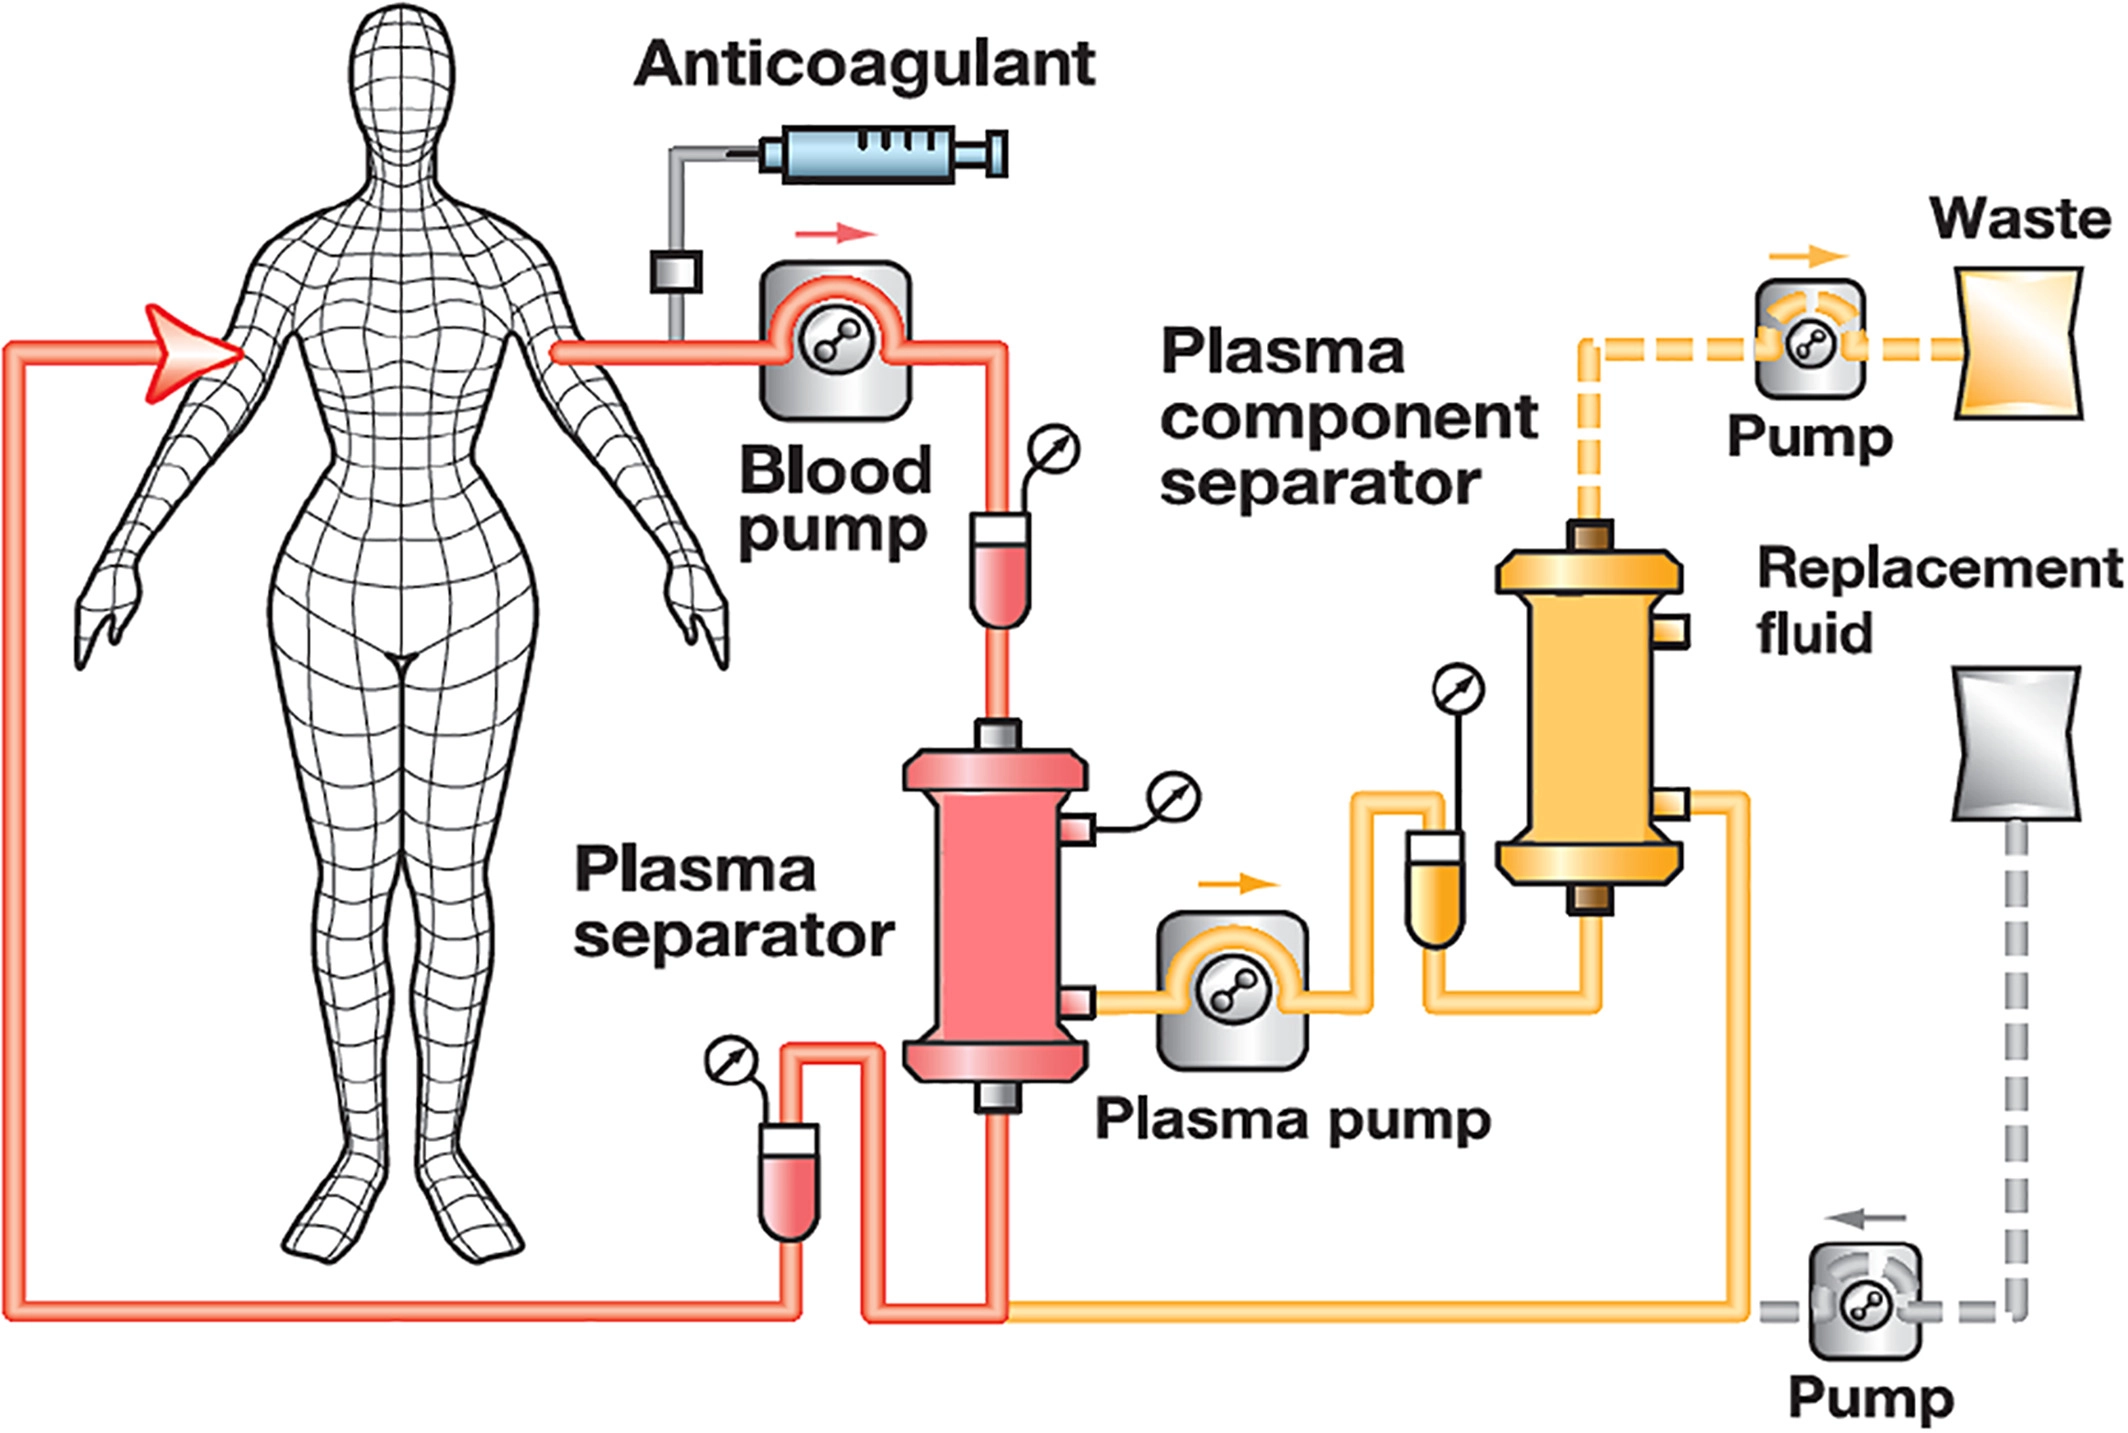 Anticoagulant
Waste
Plasma
component
separator
Pump
Blood
pump
Replacement
fluid
Plasma
separator
Plasma pump
Pump